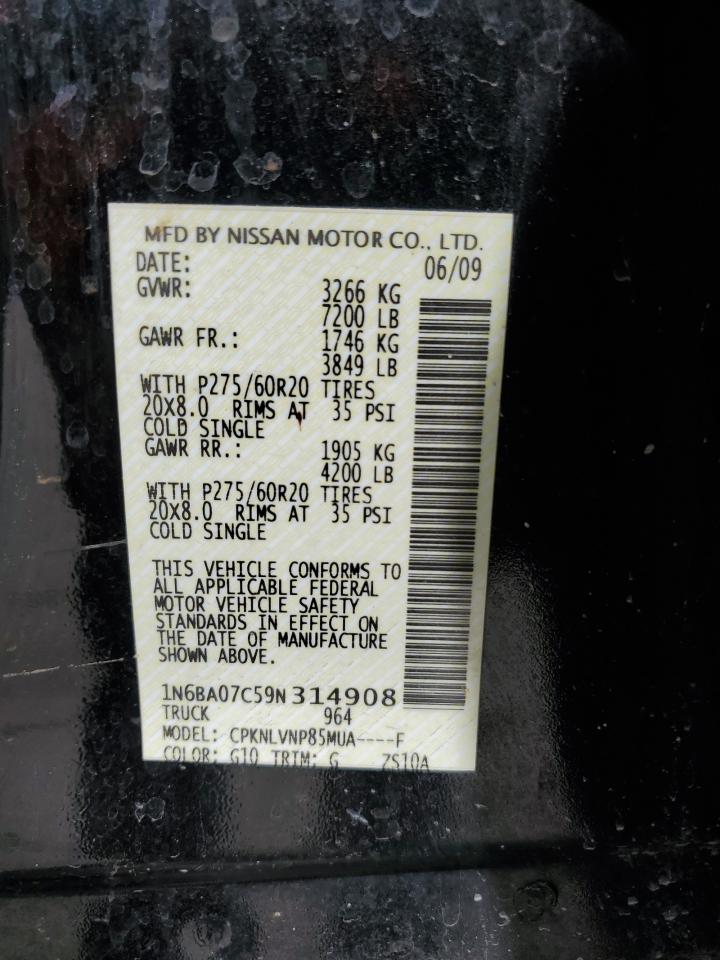 MFD BY NISSAN MOTOR CO., LTD.
DATE: 06/09
GVWR: 3266 KG
7200 LB
GAWR FR.: 1746 KG
3849 LB
WITH P275/60R20 TIRES
20X8.0 RIMS AT 35 PSI
COLD SINGLE
GAWR RR.: 1905 KG
4200 LB
WITH P275/60R20 TIRES
20X8.0 RIMS AT 35 PSI
COLD SINGLE
THIS VEHICLE CONFORMS TO
ALL APPLICABLE FEDERAL
MOTOR VEHICLE SAFETY
STANDARDS IN EFFECT ON
THE DATE OF MANUFACTURE
SHOWN ABOVE.
1N6BA07C59N314908
TRUCK 964
MODEL: CPKNLVNP85MUA----F
COLOR: G10 TRIM: G ZS10A